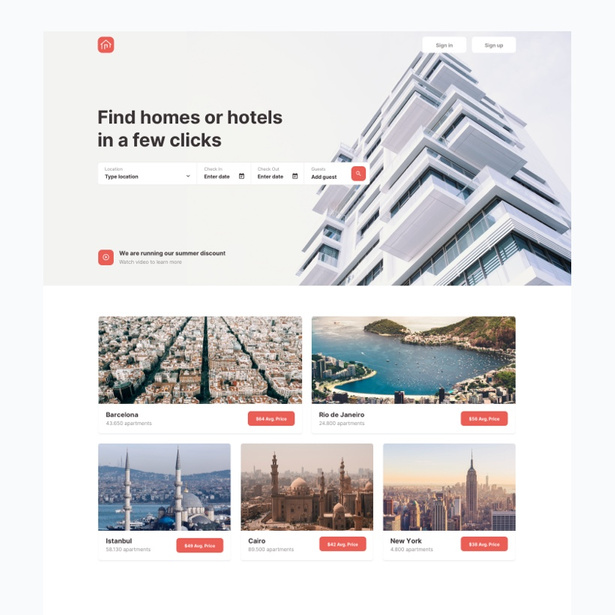 Sign in
Sign up
Find homes or hotels
in a few clicks
Location
Type location
Check In
Enter date
Check Out
Enter date
Guests
Add guest
We are running our summer discount
Watch video to learn more
Barcelona
43.650 apartments
$64 Avg. Price
Rio de Janeiro
24.800 apartments
$56 Avg. Price
Istanbul
56.130 apartments
$49 Avg. Price
Cairo
89.500 apartments
$42 Avg. Price
New York
4.800 apartments
$38 Avg. Price